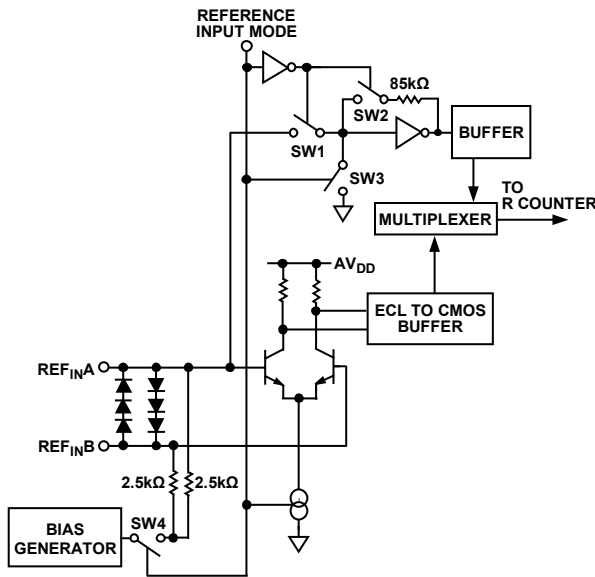 REFERENCE
INPUT MODE
85kΩ
SW2
BUFFER
SW1
SW3
TO
R COUNTER
MULTIPLEXER
AVDD
ECL TO CMOS
BUFFER
REFINA
REFINB
2.5kΩ
2.5kΩ
BIAS
GENERATOR
SW4